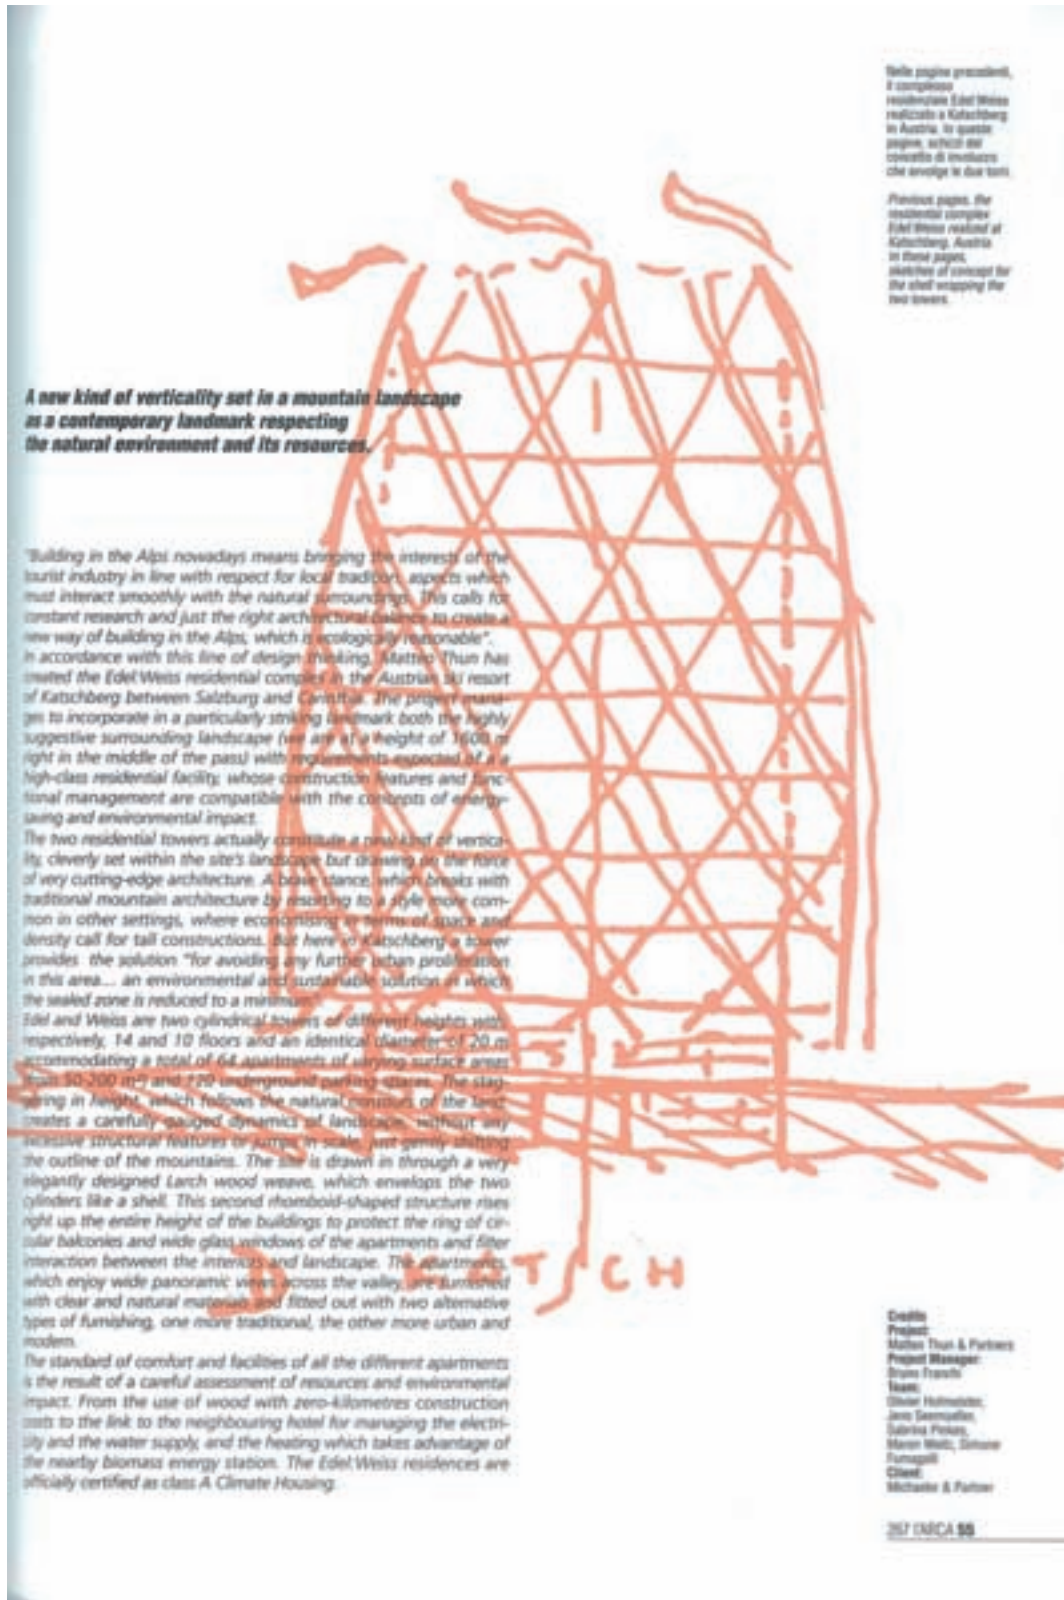 Nelle pagine precedenti,
il complesso
residenziale Edel:Weiss
realizzato a Katschberg
in Austria. In queste
pagine, schizzi del
concetto di involucro
che avvolge le due torri.
Previous pages, the
residential complex
Edel:Weiss realized at
Katschberg, Austria.
In these pages,
sketches of concept for
the shell wrapping the
two towers.
A new kind of verticality set in a mountain landscape
as a contemporary landmark respecting
the natural environment and its resources.
"Building in the Alps nowadays means bringing the interests of the
tourist industry in line with respect for local tradition, aspects which
must interact smoothly with the natural surroundings. This calls for
constant research and just the right architectural balance to create a
new way of building in the Alps, which is ecologically reasonable".
In accordance with this line of design thinking, Matteo Thun has
created the Edel:Weiss residential complex in the Austrian ski resort
of Katschberg between Salzburg and Carinthia. The project mana-
ges to incorporate in a particularly striking landmark both the highly
suggestive surrounding landscape (we are at a height of 1600 m
right in the middle of the pass) with requirements expected of a a
high-class residential facility, whose construction features and func-
tional management are compatible with the concepts of energy-
saving and environmental impact.
The two residential towers actually constitute a new kind of vertica-
lity, cleverly set within the site's landscape but drawing on the force
of very cutting-edge architecture. A brave stance, which breaks with
traditional mountain architecture by resorting to a style more com-
mon in other settings, where economising in terms of space and
density call for tall constructions. But here in Katschberg a tower
provides the solution "for avoiding any further urban proliferation
in this area... an environmental and sustainable solution in which
the sealed zone is reduced to a minimum".
Edel and Weiss are two cylindrical towers of different heights with,
respectively, 14 and 10 floors and an identical diameter of 20 m
accommodating a total of 64 apartments of varying surface areas
(from 50-200 m²) and 120 underground parking spaces. The stag-
gering in height, which follows the natural contours of the land,
creates a carefully gauged dynamics of landscape, without any
excessive structural features or jumps in scale, just gently shifting
the outline of the mountains. The site is drawn in through a very
elegantly designed Larch wood weave, which envelops the two
cylinders like a shell. This second rhomboid-shaped structure rises
right up the entire height of the buildings to protect the ring of cir-
cular balconies and wide glass windows of the apartments and filter
interaction between the interiors and landscape. The apartments,
which enjoy wide panoramic views across the valley, are furnished
with clear and natural materials and fitted out with two alternative
types of furnishing, one more traditional, the other more urban and
modern.
The standard of comfort and facilities of all the different apartments
is the result of a careful assessment of resources and environmental
impact. From the use of wood with zero-kilometres construction
costs to the link to the neighbouring hotel for managing the electri-
city and the water supply, and the heating which takes advantage of
the nearby biomass energy station. The Edel:Weiss residences are
officially certified as class A Climate Housing.
Credits
Project:
Matteo Thun & Partners
Project Manager:
Bruno Franchi
Team:
Sabrina
Simone
Fumagalli
Client:
& Partner
267 l'ARCA 55